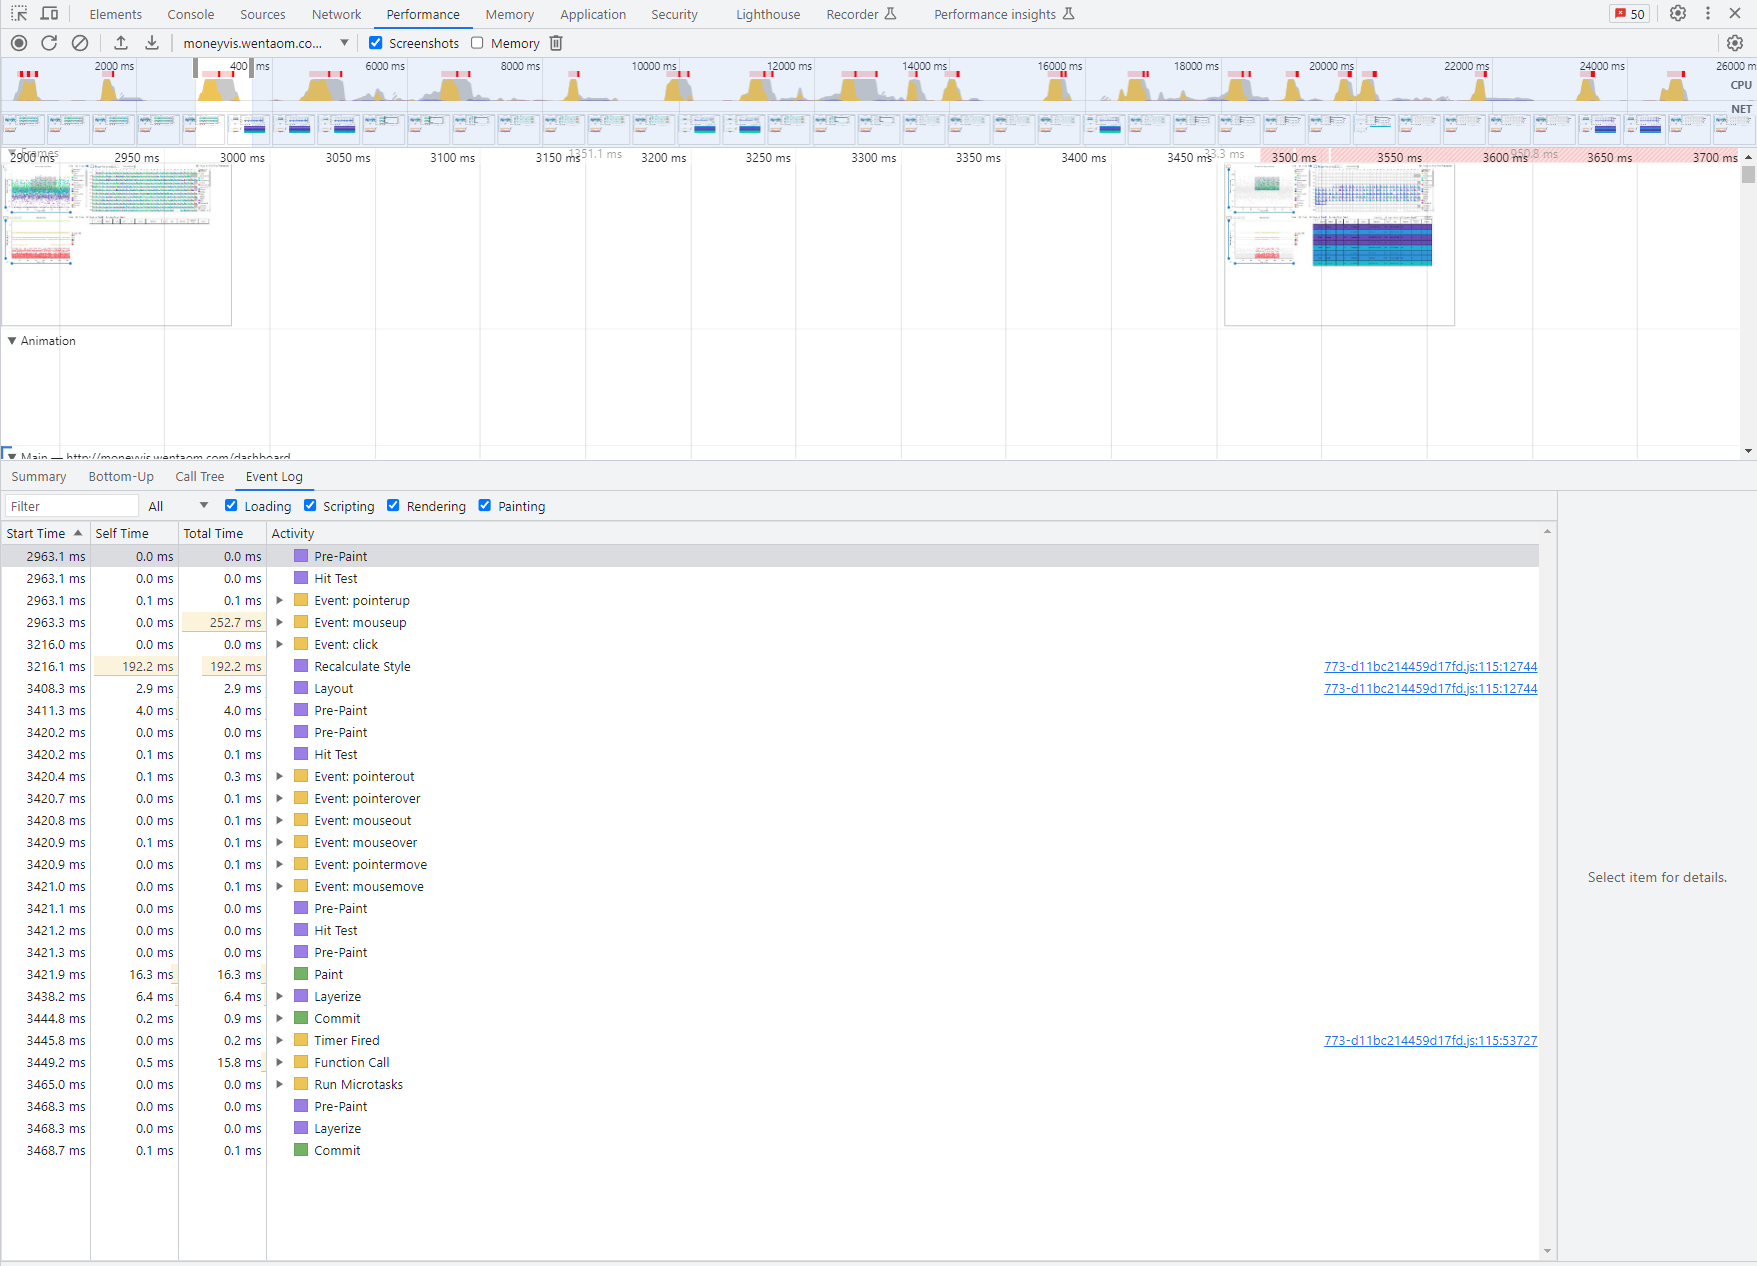 Elements Console Sources Network Performance Memory Application Security Lighthouse Recorder Performance insights 50
moneyvis.wentaom.co... Screenshots Memory
2000 ms 400 ms 6000 ms 8000 ms 10000 ms 12000 ms 14000 ms 16000 ms 18000 ms 20000 ms 22000 ms 24000 ms 26000 m
CPU
NET
Frames 1351.1 ms 33.3 ms 950.8 ms
2900 ms 2950 ms 3000 ms 3050 ms 3100 ms 3150 ms 3200 ms 3250 ms 3300 ms 3350 ms 3400 ms 3450 ms 3500 ms 3550 ms 3600 ms 3650 ms 3700 ms
Animation
Main — http://moneyvis.wentaom.com/dashboard
Summary Bottom-Up Call Tree Event Log
Filter All Loading Scripting Rendering Painting
Start Time Self Time Total Time Activity
2963.1 ms 0.0 ms 0.0 ms Pre-Paint
2963.1 ms 0.0 ms 0.0 ms Hit Test
2963.1 ms 0.1 ms 0.1 ms Event: pointerup
2963.3 ms 0.0 ms 252.7 ms Event: mouseup
3216.0 ms 0.0 ms 0.0 ms Event: click
3216.1 ms 192.2 ms 192.2 ms Recalculate Style 773-d11bc214459d17fd.js:115:12744
3408.3 ms 2.9 ms 2.9 ms Layout 773-d11bc214459d17fd.js:115:12744
3411.3 ms 4.0 ms 4.0 ms Pre-Paint
3420.2 ms 0.0 ms 0.0 ms Pre-Paint
3420.2 ms 0.1 ms 0.1 ms Hit Test
3420.4 ms 0.1 ms 0.3 ms Event: pointerout
3420.7 ms 0.0 ms 0.1 ms Event: pointerover
3420.8 ms 0.0 ms 0.1 ms Event: mouseout
3420.9 ms 0.1 ms 0.1 ms Event: mouseover
3420.9 ms 0.0 ms 0.1 ms Event: pointermove
3421.0 ms 0.0 ms 0.1 ms Event: mousemove
3421.1 ms 0.0 ms 0.0 ms Pre-Paint
3421.2 ms 0.0 ms 0.0 ms Hit Test
3421.3 ms 0.0 ms 0.0 ms Pre-Paint
3421.9 ms 16.3 ms 16.3 ms Paint
3438.2 ms 6.4 ms 6.4 ms Layerize
3444.8 ms 0.2 ms 0.9 ms Commit
3445.8 ms 0.0 ms 0.2 ms Timer Fired 773-d11bc214459d17fd.js:115:53727
3449.2 ms 0.5 ms 15.8 ms Function Call
3465.0 ms 0.0 ms 0.0 ms Run Microtasks
3468.3 ms 0.0 ms 0.0 ms Pre-Paint
3468.3 ms 0.0 ms 0.0 ms Layerize
3468.7 ms 0.1 ms 0.1 ms Commit
Select item for details.